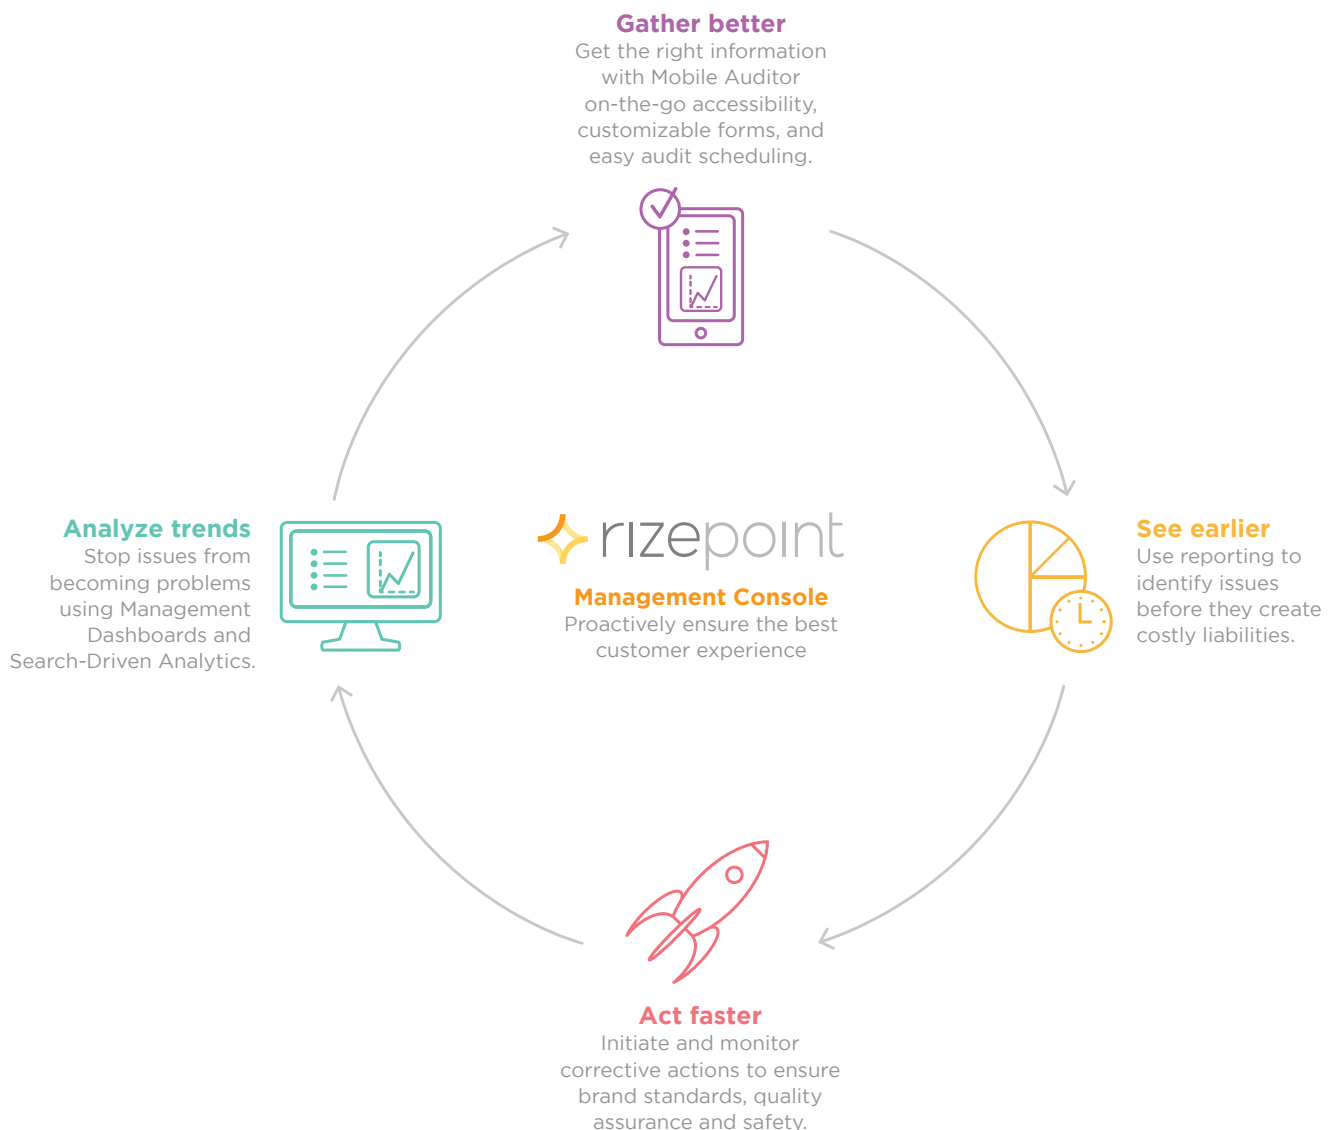 Gather better
Get the right information
with Mobile Auditor
on-the-go accessibility,
customizable forms, and
easy audit scheduling.
Analyze trends
Stop issues from
becoming problems
using Management
Dashboards and
Search-Driven Analytics.
rizepoint
Management Console
Proactively ensure the best
customer experience
See earlier
Use reporting to
identify issues
before they create
costly liabilities.
Act faster
Initiate and monitor
corrective actions to ensure
brand standards, quality
assurance and safety.